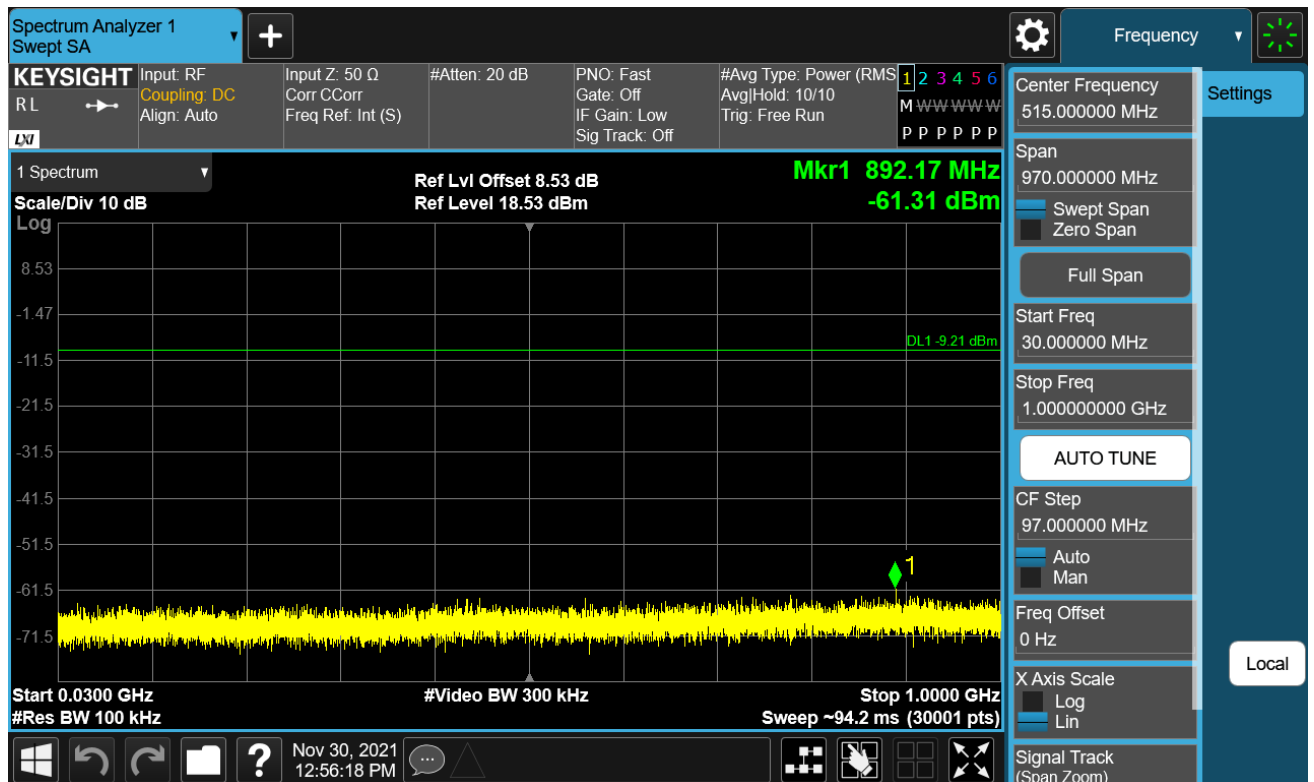 Spectrum Analyzer 1
Swept SA
+
Frequency
KEYSIGHT
R L
LXI
Input: RF
Coupling: DC
Align: Auto
Input Z: 50 Ω
Corr CCorr
Freq Ref: Int (S)
#Atten: 20 dB
PNO: Fast
Gate: Off
IF Gain: Low
Sig Track: Off
#Avg Type: Power (RMS
Avg|Hold: 10/10
Trig: Free Run
1 2 3 4 5 6
M W W W W W
P P P P P P
1 Spectrum
Scale/Div 10 dB
Log
Ref Lvl Offset 8.53 dB
Ref Level 18.53 dBm
Mkr1 892.17 MHz
-61.31 dBm
8.53
-1.47
DL1 -9.21 dBm
-11.5
-21.5
-31.5
-41.5
-51.5
1
-61.5
-71.5
Start 0.0300 GHz
#Res BW 100 kHz
#Video BW 300 kHz
Stop 1.0000 GHz
Sweep ~94.2 ms (30001 pts)
Center Frequency
515.000000 MHz
Span
970.000000 MHz
Swept Span
Zero Span
Full Span
Start Freq
30.000000 MHz
Stop Freq
1.000000000 GHz
AUTO TUNE
CF Step
97.000000 MHz
Auto
Man
Freq Offset
0 Hz
X Axis Scale
Log
Lin
Signal Track
(Span Zoom)
Settings
Local
?
Nov 30, 2021
12:56:18 PM